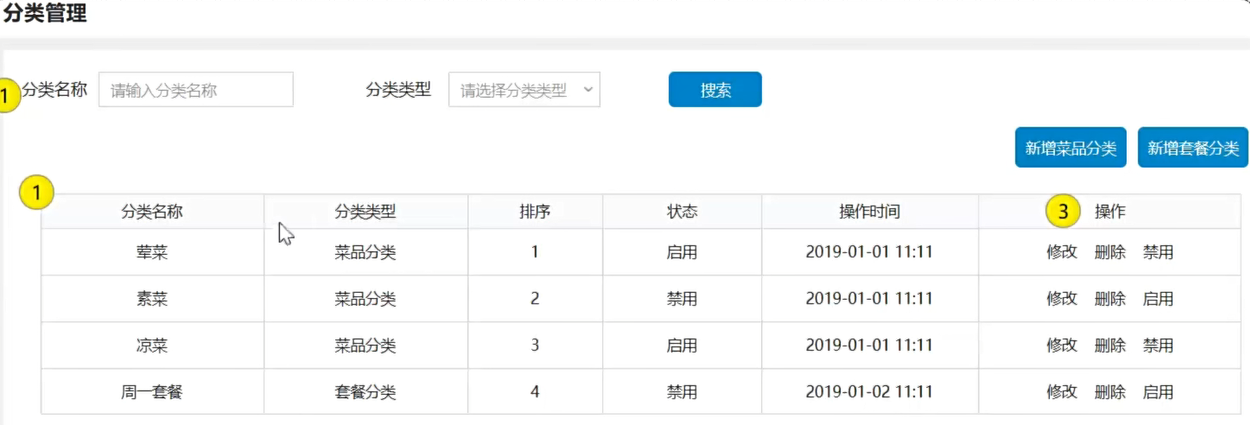 分类管理
1 分类名称 请输入分类名称 分类类型 请选择分类类型 搜索
新增菜品分类 新增套餐分类
1
分类名称 分类类型 排序 状态 操作时间 3 操作
荤菜 菜品分类 1 启用 2019-01-01 11:11 修改 删除 禁用
素菜 菜品分类 2 禁用 2019-01-01 11:11 修改 删除 启用
凉菜 菜品分类 3 启用 2019-01-01 11:11 修改 删除 禁用
周一套餐 套餐分类 4 禁用 2019-01-02 11:11 修改 删除 启用